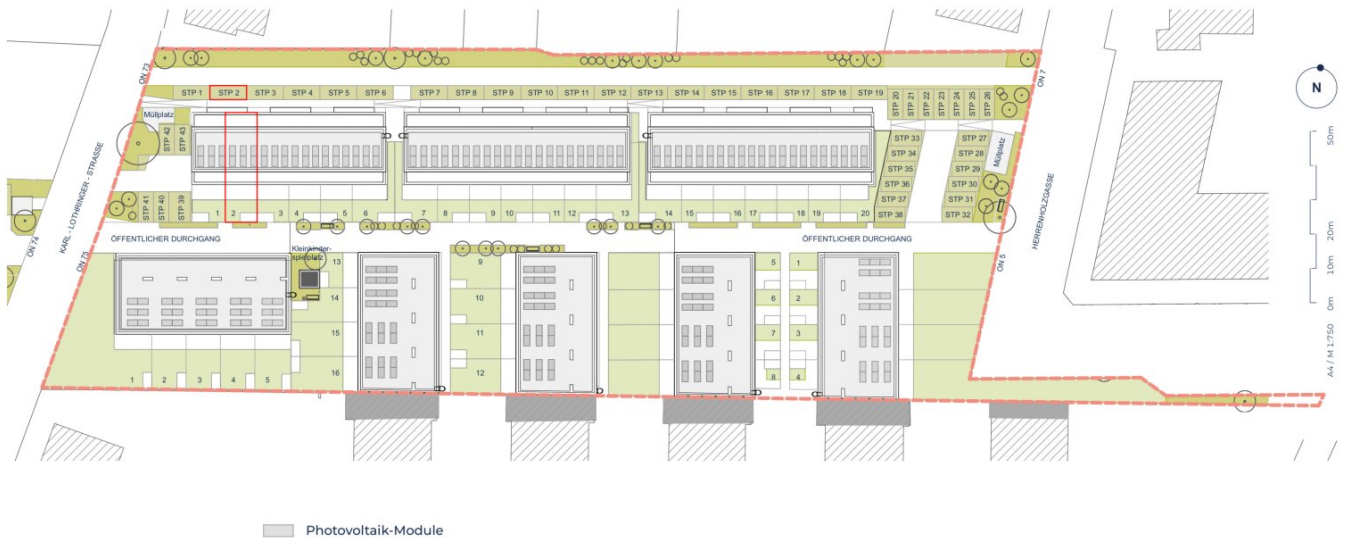 ON 73
ON 7
STP 1 STP 2 STP 3 STP 4 STP 5 STP 6 STP 7 STP 8 STP 9 STP 10 STP 11 STP 12 STP 13 STP 14 STP 15 STP 16 STP 17 STP 18 STP 19
STP 20
STP 21
STP 22
STP 23
STP 24
STP 25
STP 26
N
Müllplatz
STP 42
STP 43
STP 33
STP 34
STP 35
STP 36
STP 37
STP 38
STP 27
STP 28
STP 29
STP 30
STP 31
STP 32
Müllplatz
STP 41
STP 40
STP 39
1 2 3 4 5 6 7 8 9 10 11 12 13 14 15 16 17 18 19 20
KARL - LOTHRINGER - STRASSE
HERRENHOLZGASSE
ON 74
ON 75
ON 5
ÖFFENTLICHER DURCHGANG
ÖFFENTLICHER DURCHGANG
Kleinkinder-
spielplatz
13
14
15
16
9
10
11
12
5 1
6 2
7 3
8 4
1 2 3 4 5
50m
20m
10m
0m
A4 / M 1:750
Photovoltaik-Module